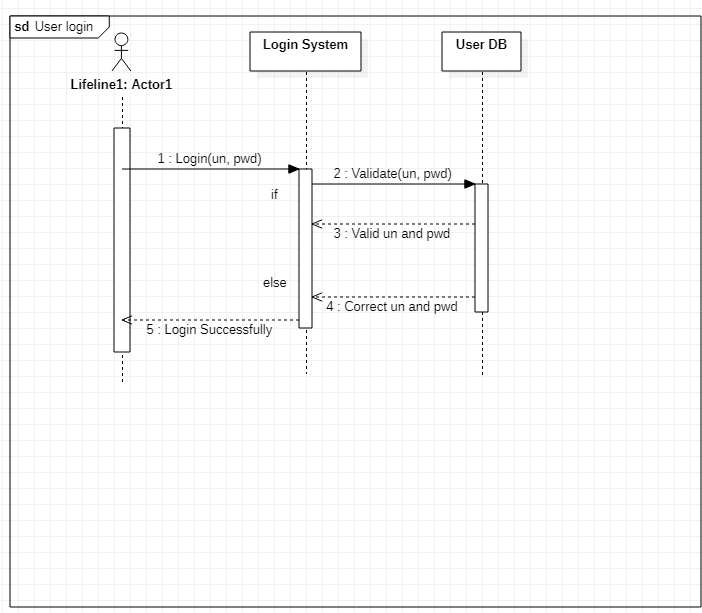 sd User login
Login System
User DB
Lifeline1: Actor1
1 : Login(un, pwd)
2 : Validate(un, pwd)
if
3 : Valid un and pwd
else
4 : Correct un and pwd
5 : Login Successfully